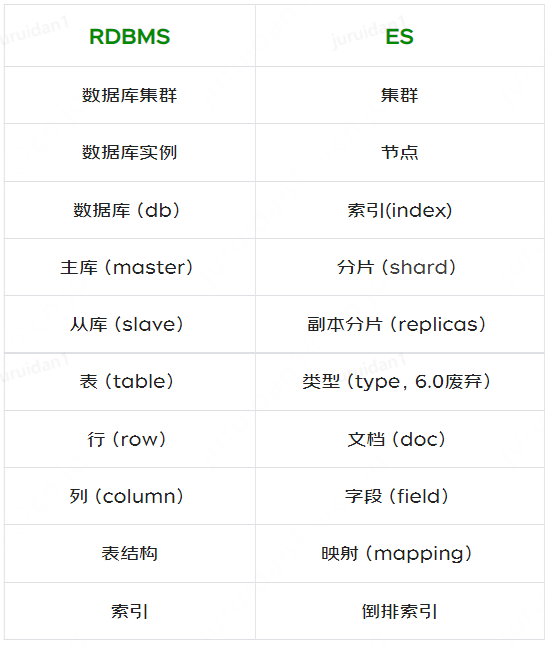 RDBMS ES
数据库集群 集群
数据库实例 节点
数据库（db） 索引(index)
主库（master） 分片（shard）
从库（slave） 副本分片（replicas）
表（table） 类型（type，6.0废弃）
行（row） 文档（doc）
列（column） 字段（field）
表结构 映射（mapping）
索引 倒排索引
juruidan1
juruidan1
juruidan1